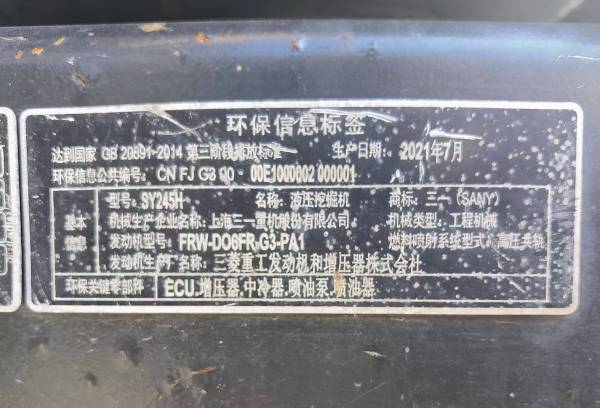 环保信息标签
达到国家 GB 20891-2014 第三阶段排放标准 生产日期: 2021年7月
环保信息公开编号: CN FJ G3 00 00E1000802 000001
基本信息
型号: SY245H 名称: 液压挖掘机 商标: 三一 (SANY)
机械生产企业: 上海三一重机股份有限公司 机械类型: 工程机械
发动机型号: FRW-D06FRG3-PA1 燃料喷射系统型式: 高压共轨
发动机生产厂: 三菱重工发动机和增压器株式会社
环保关键零部件 ECU.增压器.中冷器.喷油泵.喷油器